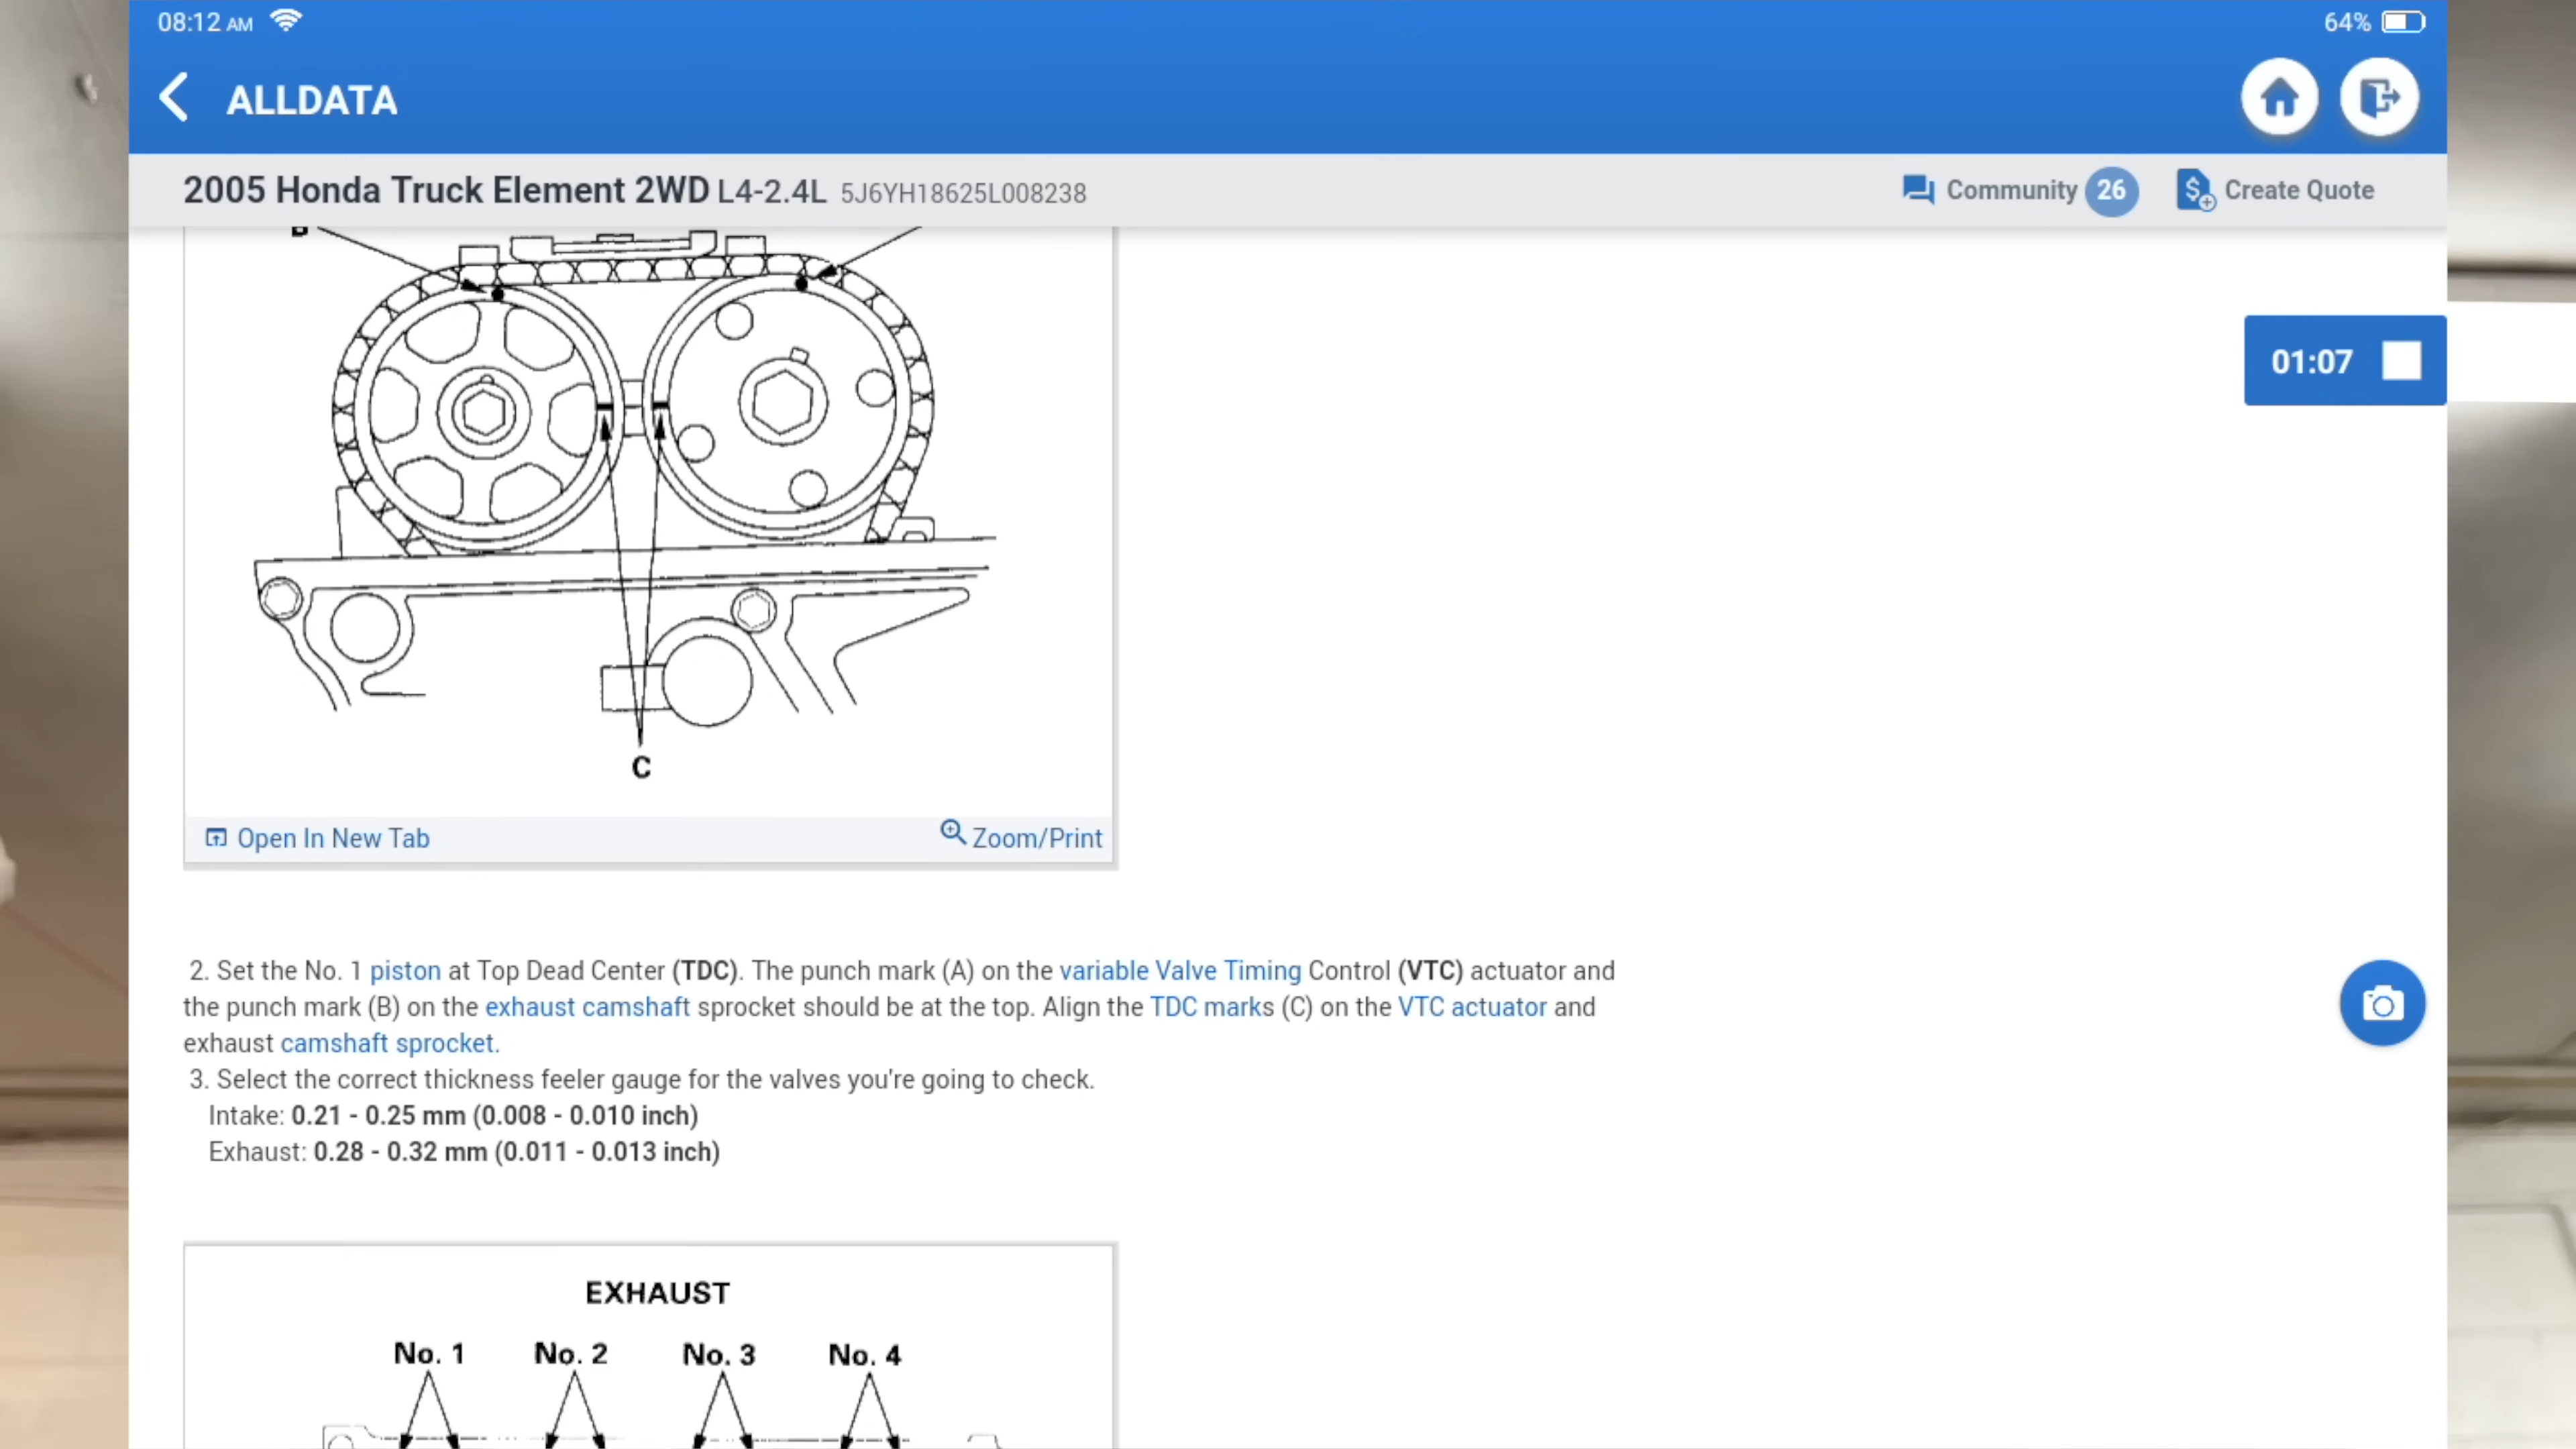 08:12 AM
64%
ALLDATA
2005 Honda Truck Element 2WD L4-2.4L 5J6YH18625L008238
Community 26
Create Quote
B
01:07
C
Open In New Tab
Zoom/Print
2. Set the No. 1 piston at Top Dead Center (TDC). The punch mark (A) on the variable Valve Timing Control (VTC) actuator and
the punch mark (B) on the exhaust camshaft sprocket should be at the top. Align the TDC marks (C) on the VTC actuator and
exhaust camshaft sprocket.
3. Select the correct thickness feeler gauge for the valves you're going to check.
Intake: 0.21 - 0.25 mm (0.008 - 0.010 inch)
Exhaust: 0.28 - 0.32 mm (0.011 - 0.013 inch)
EXHAUST
No. 1 No. 2 No. 3 No. 4